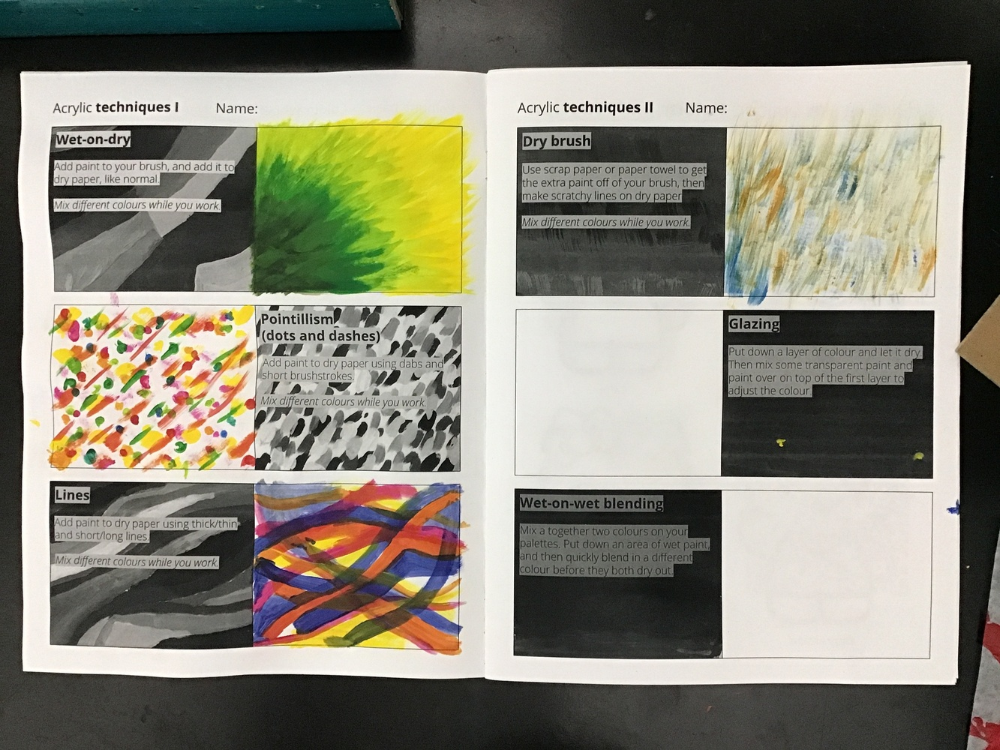 Acrylic techniques I Name:
Wet-on-dry
Add paint to your brush, and add it to
dry paper, like normal.
Mix different colours while you work.
Pointillism
(dots and dashes)
Add paint to dry paper using dabs and
short brushstrokes.
Mix different colours while you work.
Lines
Add paint to dry paper using thick/thin
and short/long lines.
Mix different colours while you work.
Acrylic techniques II Name:
Dry brush
Use scrap paper or paper towel to get
the extra paint off of your brush, then
make scratchy lines on dry paper
Mix different colours while you work.
Glazing
Put down a layer of colour and let it dry.
Then mix some transparent paint and
paint over on top of the first layer to
adjust the colour.
Wet-on-wet blending
Mix a together two colours on your
palettes. Put down an area of wet paint,
and then quickly blend in a different
colour before they both dry out.